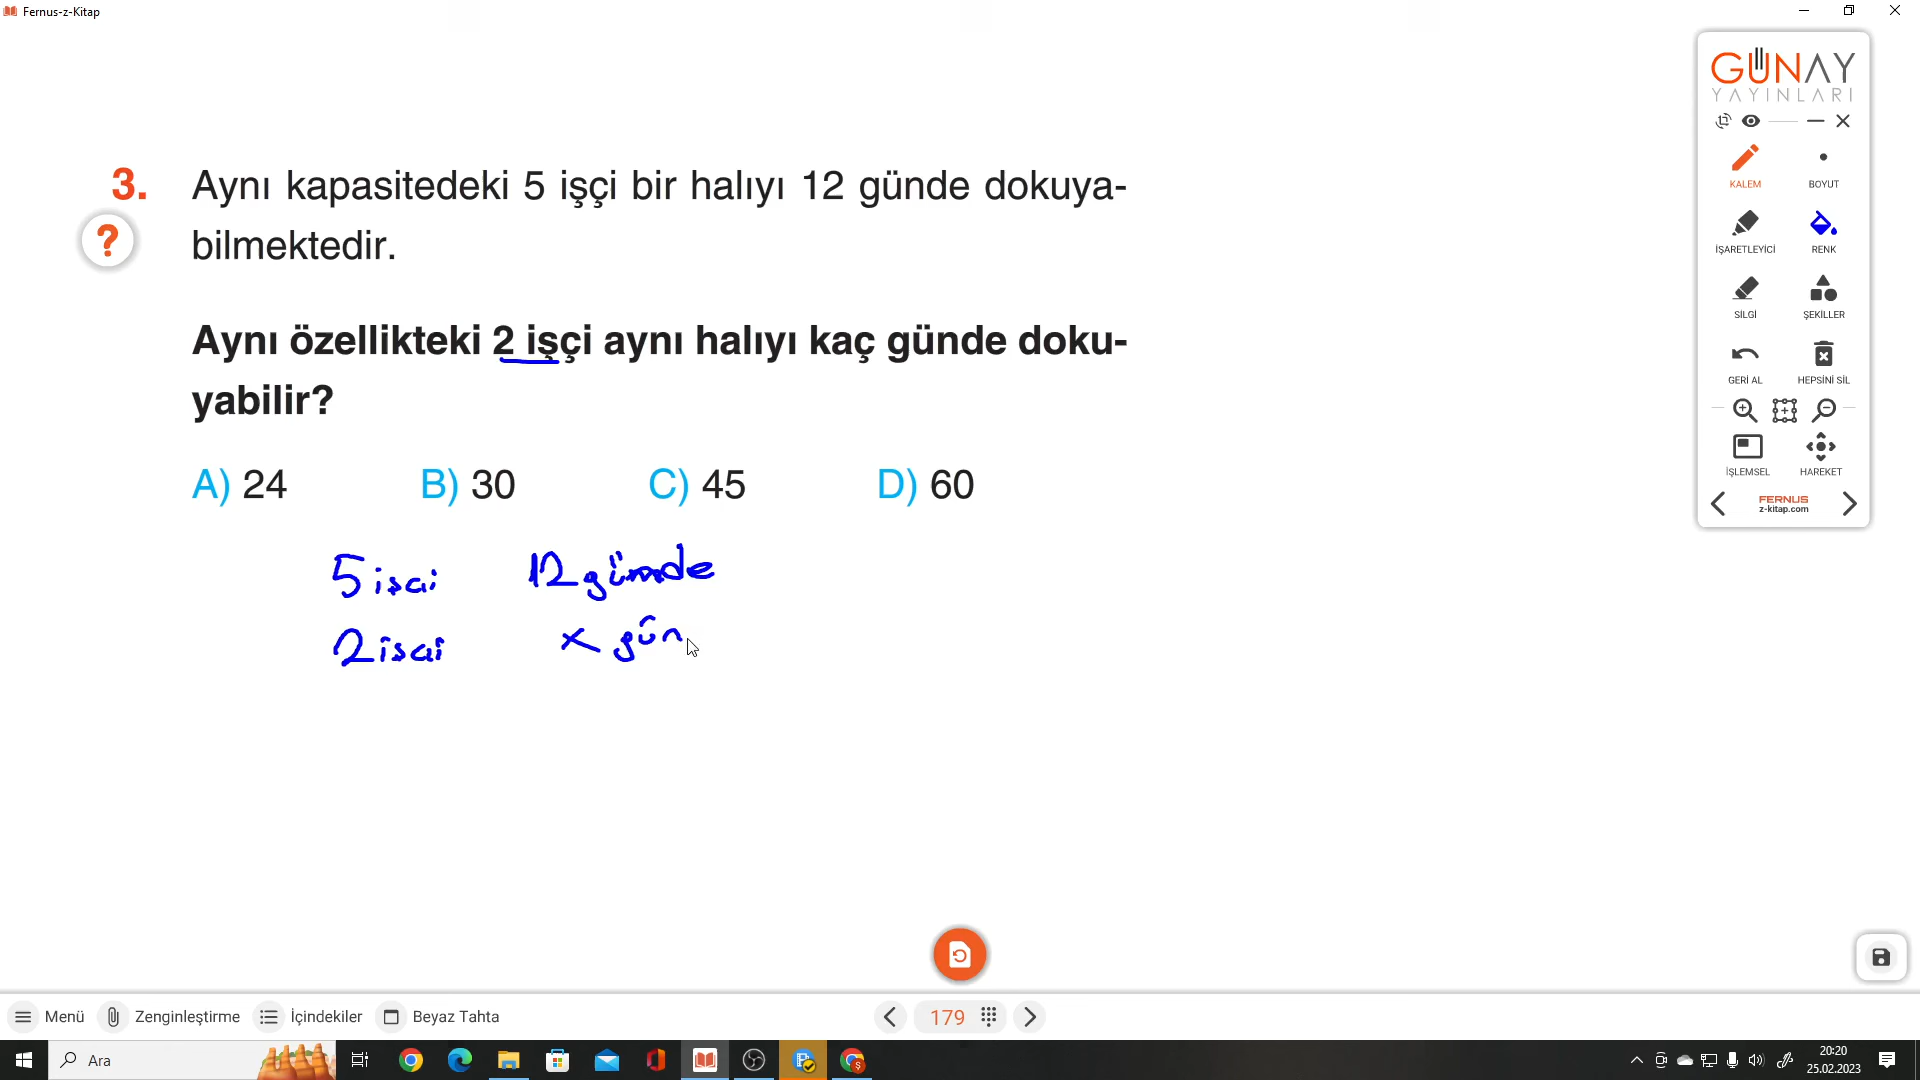 Fernus-z-Kitap
GÜNAY
YAYINLARI
3. Aynı kapasitedeki 5 işçi bir halıyı 12 günde dokuya-
?
bilmektedir.
Aynı özellikteki 2 işçi aynı halıyı kaç günde doku-
yabilir?
A) 24 B) 30 C) 45 D) 60
5 işçi 12 günde
2 işçi x gün
KALEM BOYUT
İŞARETLEYİCİ RENK
SİLGİ ŞEKİLLER
GERİ AL HEPSİNİ SİL
İŞLEMSEL HAREKET
FERNUS
z-kitap.com
Menü Zenginleştirme İçindekiler Beyaz Tahta 179
Ara
20:20
25.02.2023